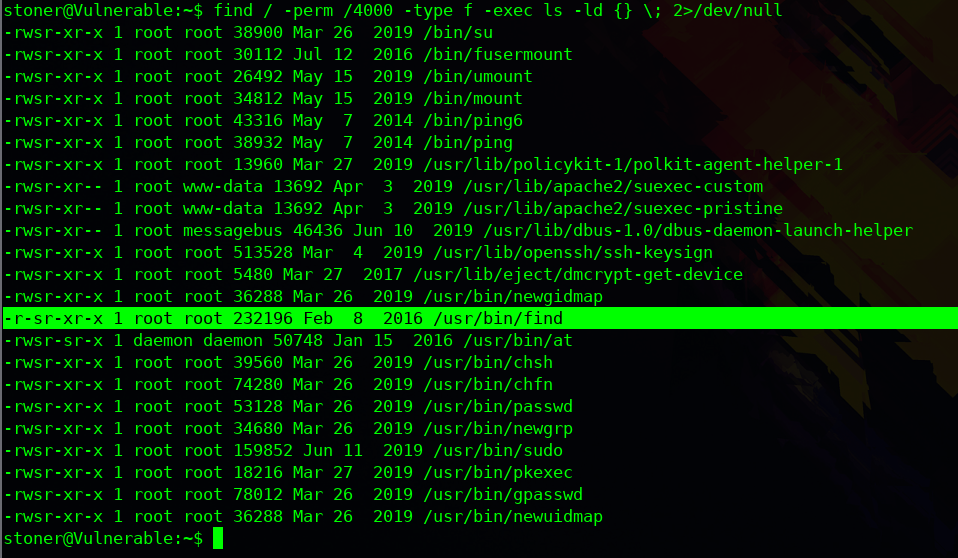 stoner@Vulnerable:~$ find / -perm /4000 -type f -exec ls -ld {} \; 2>/dev/null
-rwsr-xr-x 1 root root 38900 Mar 26  2019 /bin/su
-rwsr-xr-x 1 root root 30112 Jul 12  2016 /bin/fusermount
-rwsr-xr-x 1 root root 26492 May 15  2019 /bin/umount
-rwsr-xr-x 1 root root 34812 May 15  2019 /bin/mount
-rwsr-xr-x 1 root root 43316 May  7  2014 /bin/ping6
-rwsr-xr-x 1 root root 38932 May  7  2014 /bin/ping
-rwsr-xr-x 1 root root 13960 Mar 27  2019 /usr/lib/policykit-1/polkit-agent-helper-1
-rwsr-xr-- 1 root www-data 13692 Apr  3  2019 /usr/lib/apache2/suexec-custom
-rwsr-xr-- 1 root www-data 13692 Apr  3  2019 /usr/lib/apache2/suexec-pristine
-rwsr-xr-- 1 root messagebus 46436 Jun 10  2019 /usr/lib/dbus-1.0/dbus-daemon-launch-helper
-rwsr-xr-x 1 root root 513528 Mar  4  2019 /usr/lib/openssh/ssh-keysign
-rwsr-xr-x 1 root root 5480 Mar 27  2017 /usr/lib/eject/dmcrypt-get-device
-rwsr-xr-x 1 root root 36288 Mar 26  2019 /usr/bin/newgidmap
-r-sr-xr-x 1 root root 232196 Feb  8  2016 /usr/bin/find
-rwsr-sr-x 1 daemon daemon 50748 Jan 15  2016 /usr/bin/at
-rwsr-xr-x 1 root root 39560 Mar 26  2019 /usr/bin/chsh
-rwsr-xr-x 1 root root 74280 Mar 26  2019 /usr/bin/chfn
-rwsr-xr-x 1 root root 53128 Mar 26  2019 /usr/bin/passwd
-rwsr-xr-x 1 root root 34680 Mar 26  2019 /usr/bin/newgrp
-rwsr-xr-x 1 root root 159852 Jun 11  2019 /usr/bin/sudo
-rwsr-xr-x 1 root root 18216 Mar 27  2019 /usr/bin/pkexec
-rwsr-xr-x 1 root root 78012 Mar 26  2019 /usr/bin/gpasswd
-rwsr-xr-x 1 root root 36288 Mar 26  2019 /usr/bin/newuidmap
stoner@Vulnerable:~$